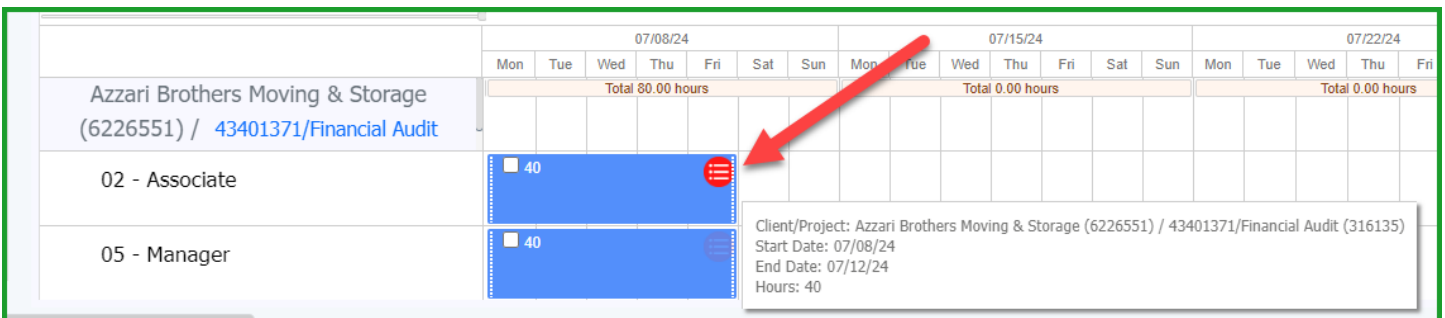 07/08/24 07/15/24 07/22/24
Mon Tue Wed Thu Fri Sat Sun Mon Tue Wed Thu Fri Sat Sun Mon Tue Wed Thu Fri
Azzari Brothers Moving & Storage
(6226551) / 43401371/Financial Audit
Total 80.00 hours Total 0.00 hours Total 0.00 hours
02 - Associate
40
05 - Manager
40
Client/Project: Azzari Brothers Moving & Storage (6226551) / 43401371/Financial Audit (316135)
Start Date: 07/08/24
End Date: 07/12/24
Hours: 40